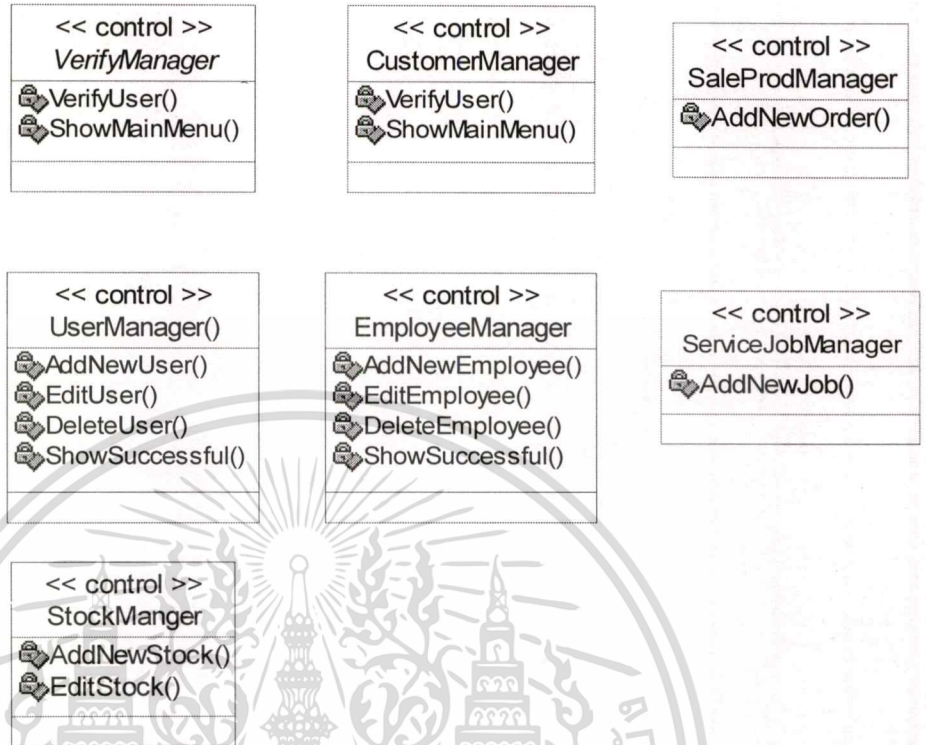 << control >>
VerifyManager
VerifyUser()
ShowMainMenu()
<< control >>
CustomerManager
VerifyUser()
ShowMainMenu()
<< control >>
SaleProdManager
AddNewOrder()
<< control >>
UserManager()
AddNewUser()
EditUser()
DeleteUser()
ShowSuccessful()
<< control >>
EmployeeManager
AddNewEmployee()
EditEmployee()
DeleteEmployee()
ShowSuccessful()
<< control >>
ServiceJobManager
AddNewJob()
<< control >>
StockManger
AddNewStock()
EditStock()